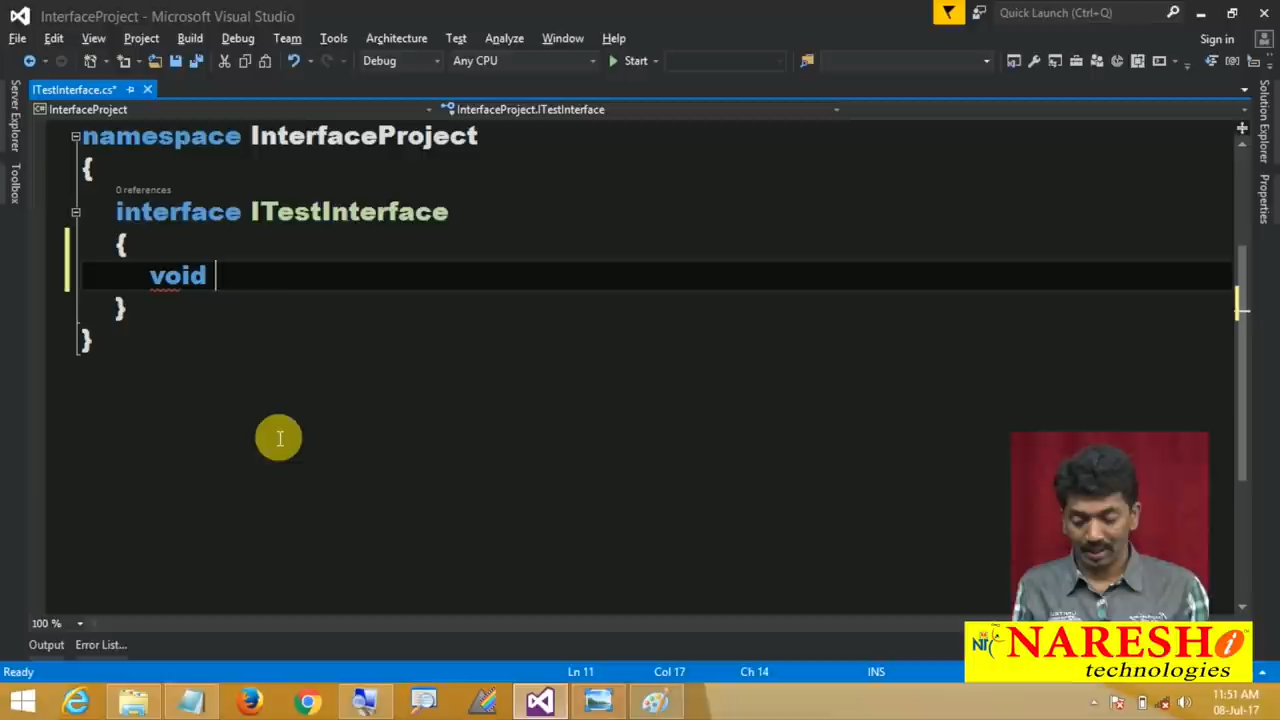 InterfaceProject - Microsoft Visual Studio
Quick Launch (Ctrl+Q)
File Edit View Project Build Debug Team Tools Architecture Test Analyze Window Help
Sign in
Debug Any CPU Start
ITestInterface.cs*
InterfaceProject InterfaceProject.ITestInterface
Server Explorer
Toolbox
Solution Explorer
Properties
namespace InterfaceProject
{
0 references
interface ITestInterface
{
void
}
}
100 %
Output Error List...
Ready Ln 11 Col 17 Ch 14 INS
NARESH i
technologies
11:51 AM
08-Jul-17